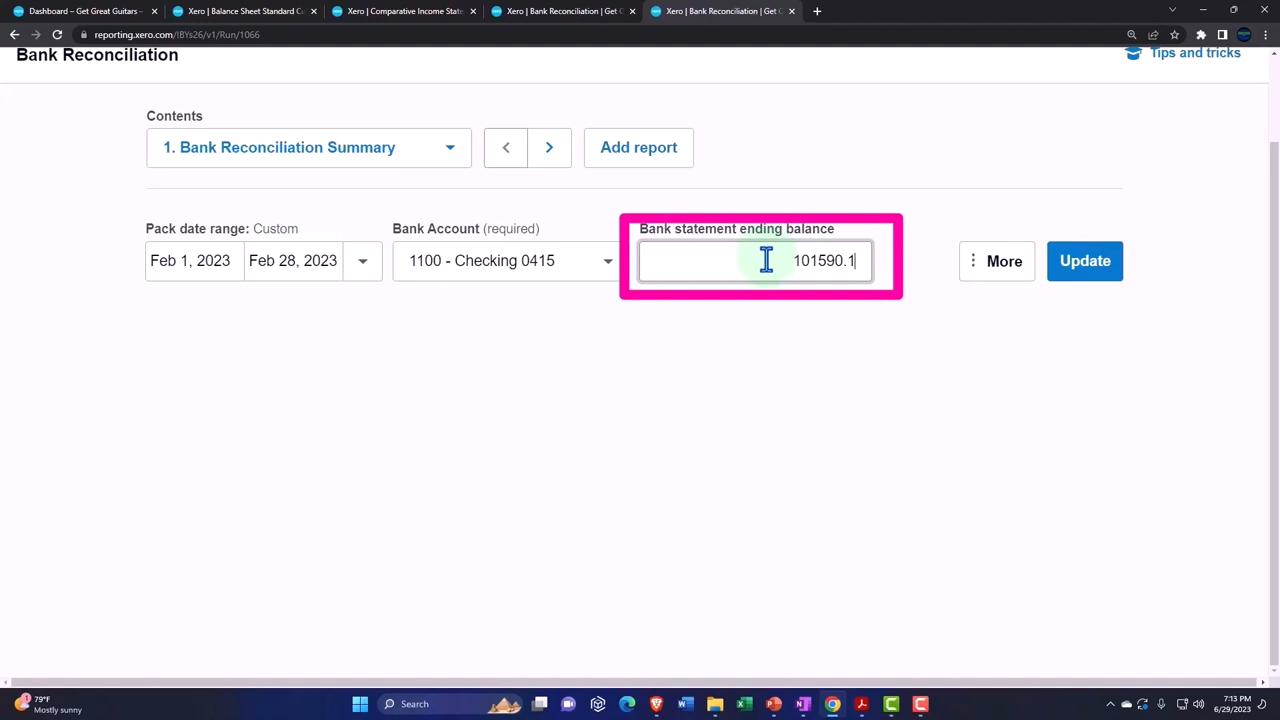 Xero | Dashboard – Get Great Guitars –
Xero | Balance Sheet Standard Cu
Xero | Comparative Income State
Xero | Bank Reconciliation | Get G
Xero | Bank Reconciliation | Get G
reporting.xero.com/!BYs26/v1/Run/1066
Bank Reconciliation
Tips and tricks
Contents
1. Bank Reconciliation Summary
Add report
Pack date range: Custom
Bank Account (required)
Bank statement ending balance
Feb 1, 2023
Feb 28, 2023
1100 - Checking 0415
101590.1
More
Update
1
79°F
Mostly sunny
Search
7:13 PM
6/29/2023